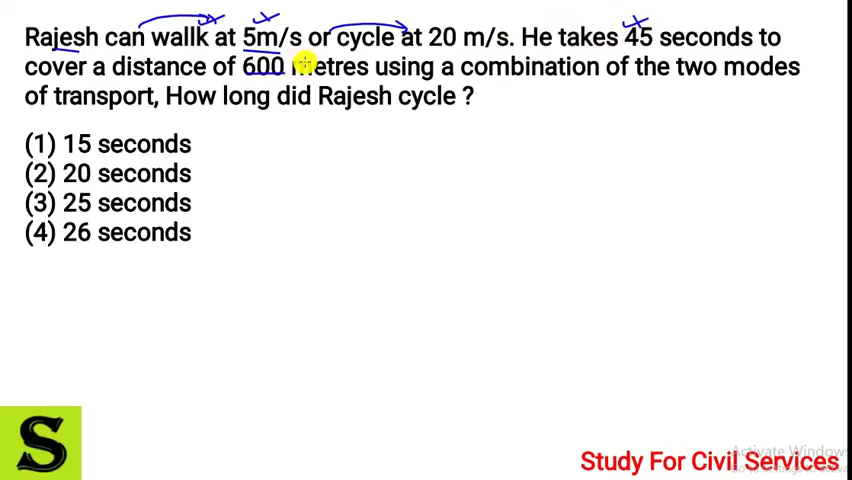 Rajesh can wallk at 5m/s or cycle at 20 m/s. He takes 45 seconds to
cover a distance of 600 metres using a combination of the two modes
of transport, How long did Rajesh cycle ?
(1) 15 seconds
(2) 20 seconds
(3) 25 seconds
(4) 26 seconds
S
Activate Windows
Study For Civil Services